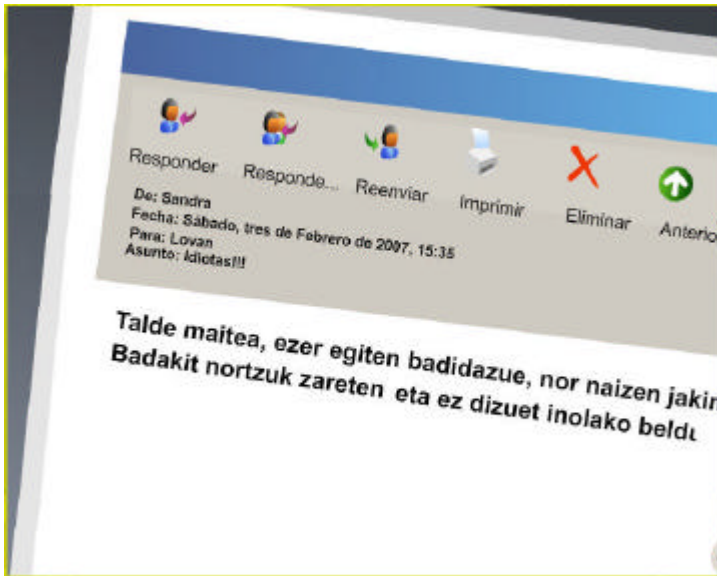 Responder Responde... Reenviar Imprimir Eliminar Anterio
De: Sandra
Fecha: Sábado, tres de Febrero de 2007, 15:35
Para: Lovan
Asunto: Idiotas!!!
Talde maitea, ezer egiten badidazue, nor naizen jakin
Badakit nortzuk zareten eta ez dizuet inolako beldu